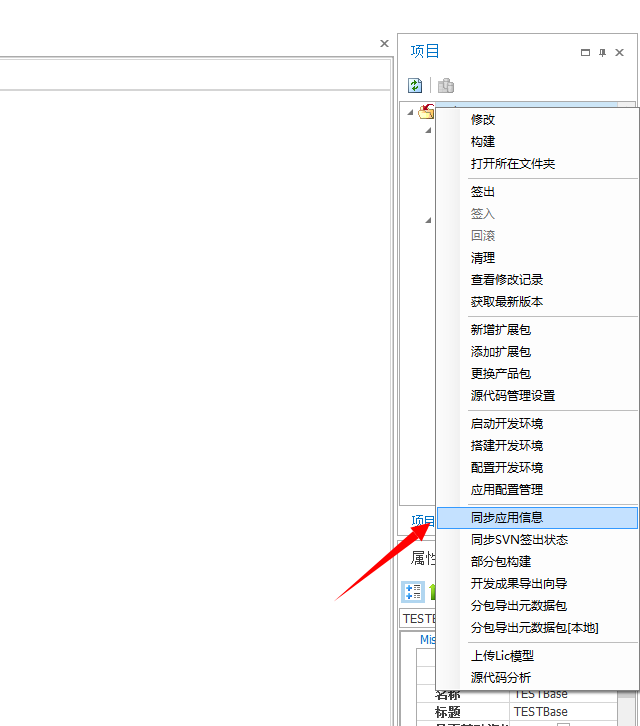 项目
修改
构建
打开所在文件夹
签出
签入
回滚
清理
查看修改记录
获取最新版本
新增扩展包
添加扩展包
更换产品包
源代码管理设置
启动开发环境
搭建开发环境
配置开发环境
应用配置管理
项目
同步应用信息
同步SVN签出状态
属性
部分包构建
开发成果导出向导
分包导出元数据包
TESTE
分包导出元数据包[本地]
Mis
上传Lic模型
源代码分析
名称 TESTBase
标题 TESTBase